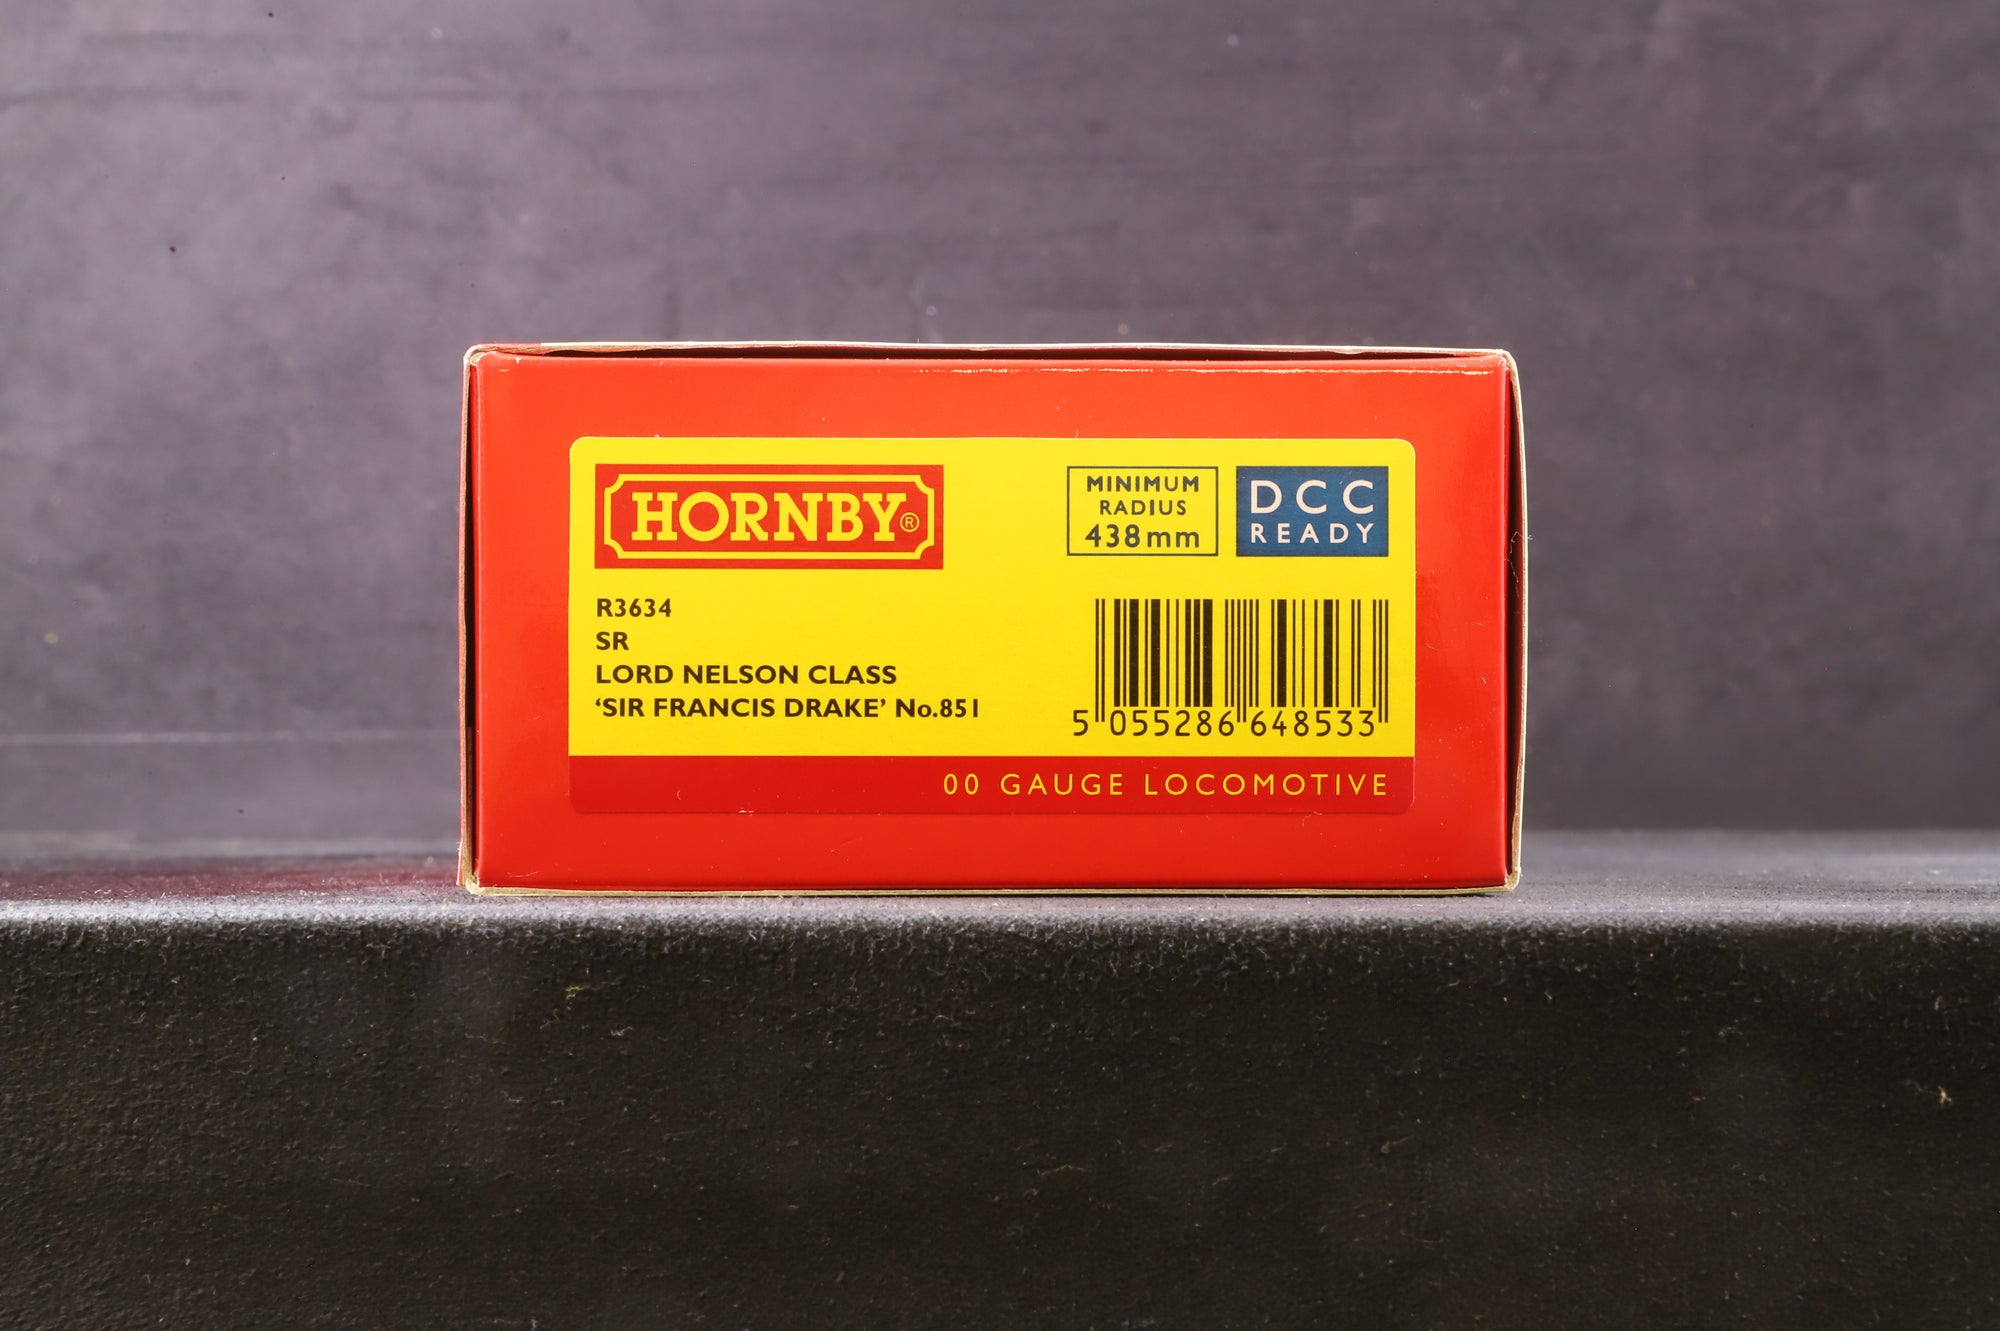 HORNBY®
MINIMUM
RADIUS
438mm
DCC
READY
R3634
SR
LORD NELSON CLASS
‘SIR FRANCIS DRAKE’ No.851
5 055286 648533
00 GAUGE LOCOMOTIVE